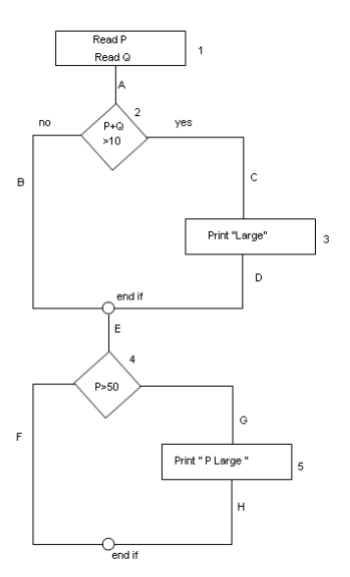 Read P
Read Q
1
A
2
no
P+Q
>10
yes
B
C
Print "Large"
3
D
end if
E
4
P>50
F
G
Print " P Large "
5
H
end if